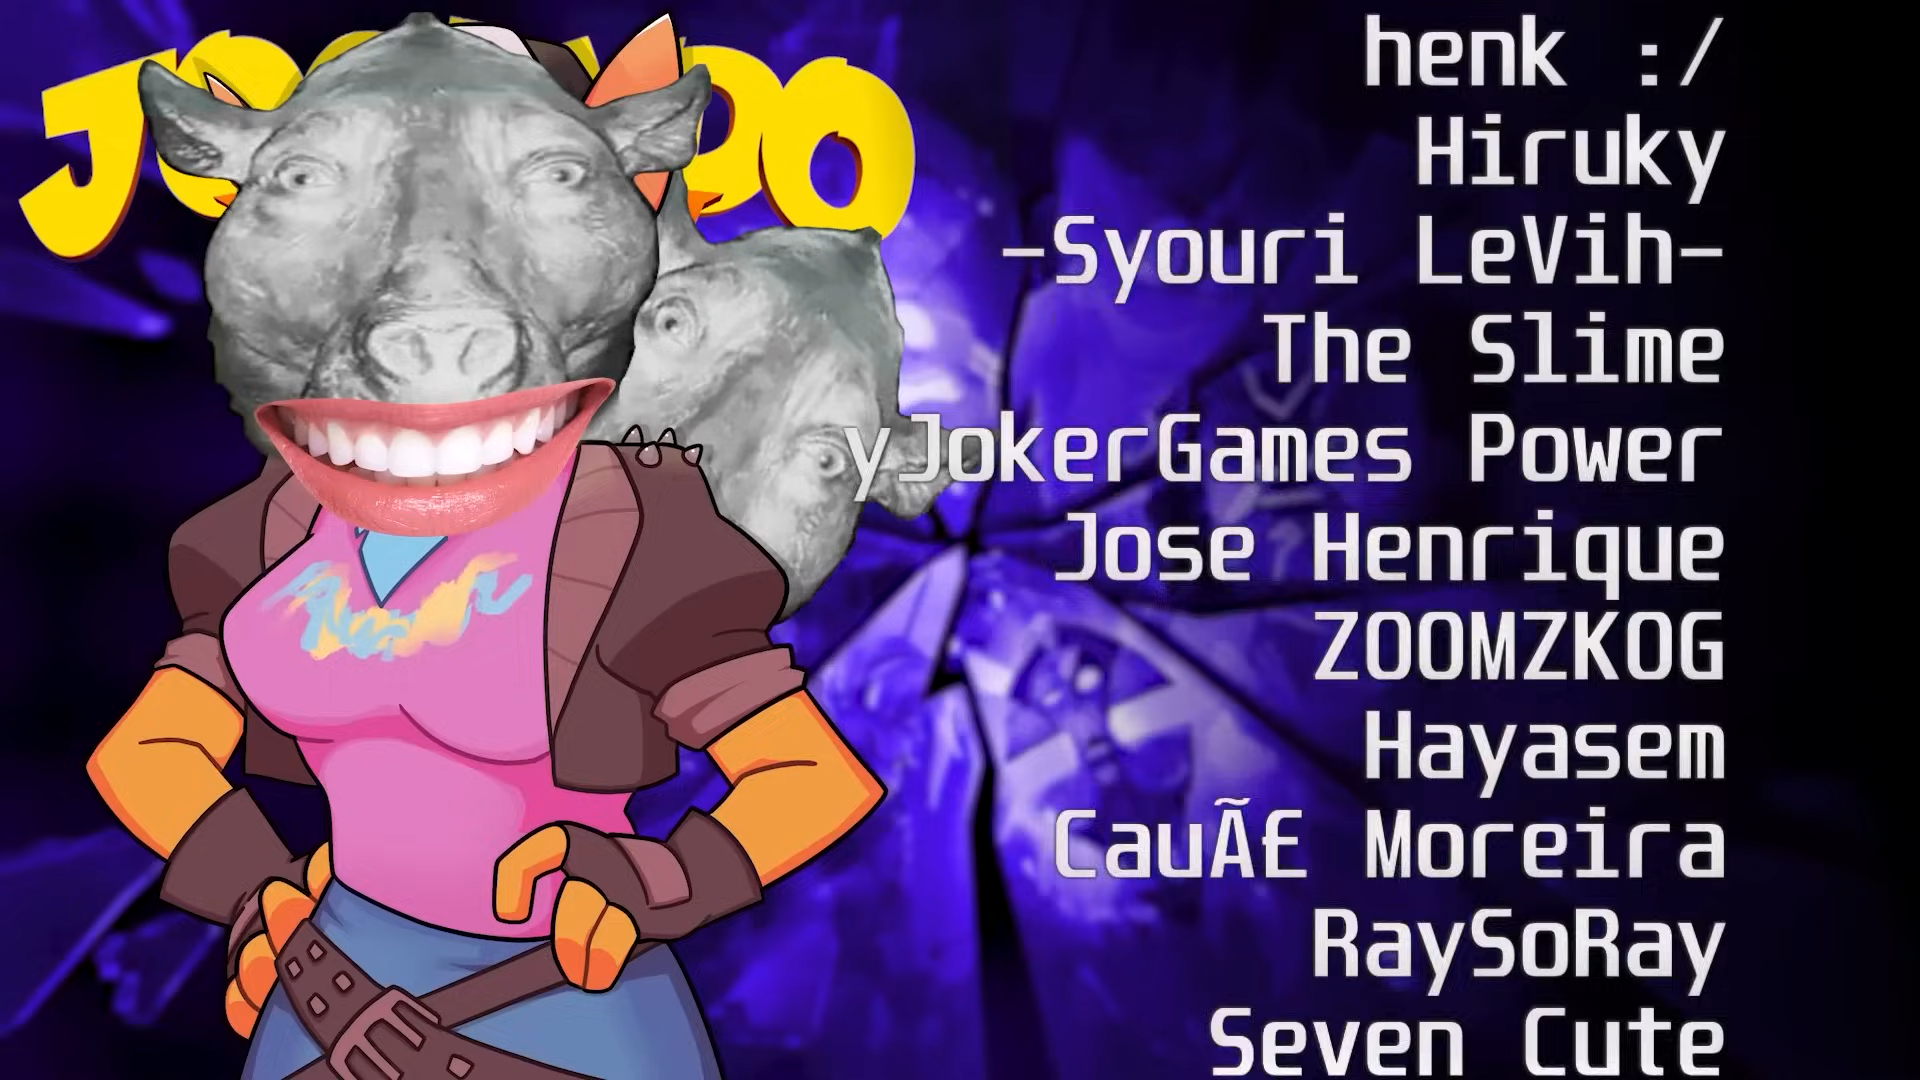 henk :/
Hiruky
-Syouri LeVih-
The Slime
yJokerGames Power
Jose Henrique
ZOOMZKOG
Hayasem
CauÃ£ Moreira
RaySoRay
Seven Cute